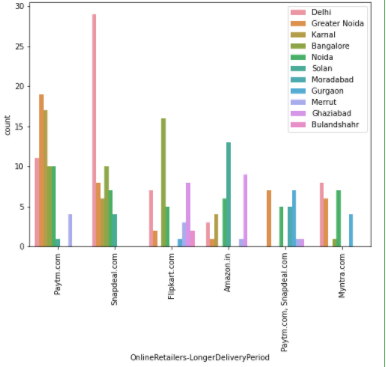 30
25
20
15
10
5
0
count
Delhi
Greater Noida
Karnal
Bangalore
Noida
Solan
Moradabad
Gurgaon
Merrut
Ghaziabad
Bulandshahr
Paytm.com
Snapdeal.com
Flipkart.com
Amazon.in
Paytm.com, Snapdeal.com
Myntra.com
OnlineRetailers-LongerDeliveryPeriod